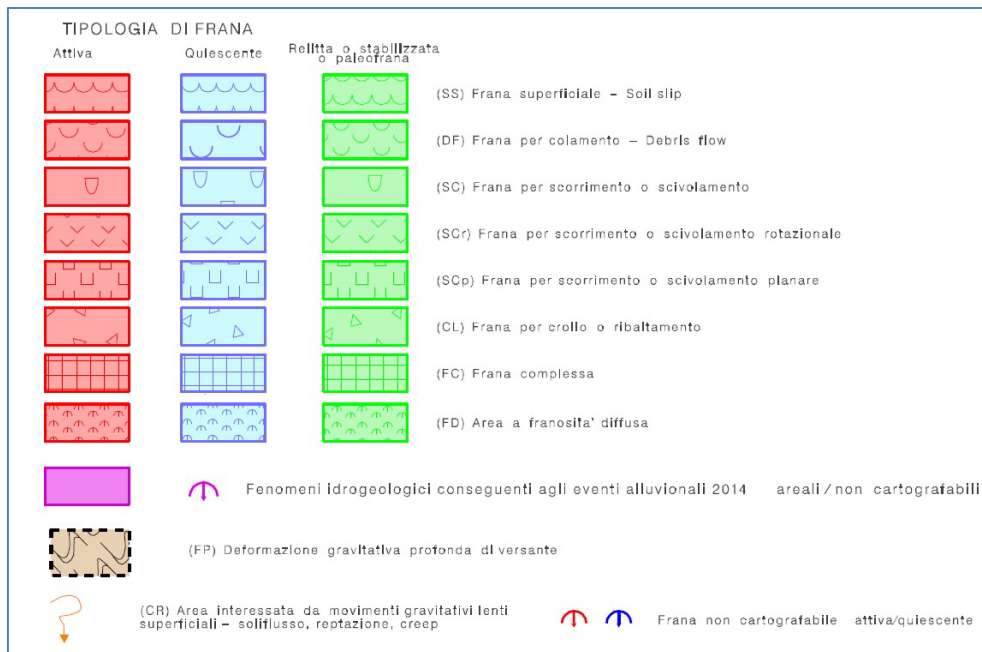 TIPOLOGIA DI FRANA
Attiva
Quiescente
Relitta o stabilizzata
o paleofrana
(SS) Frana superficiale - Soil slip
(DF) Frana per colamento - Debris flow
(SC) Frana per scorrimento o scivolamento
(SCr) Frana per scorrimento o scivolamento rotazionale
(SCp) Frana per scorrimento o scivolamento planare
(CL) Frana per crollo o ribaltamento
(FC) Frana complessa
(FD) Area a franosita' diffusa
Fenomeni idrogeologici conseguenti agli eventi alluvionali 2014 areali/non cartografabili
(FP) Deformazione gravitativa profonda di versante
(CR) Area interessata da movimenti gravitativi lenti
superficiali - soliflusso, reptazione, creep
Frana non cartografabile attiva/quiescente